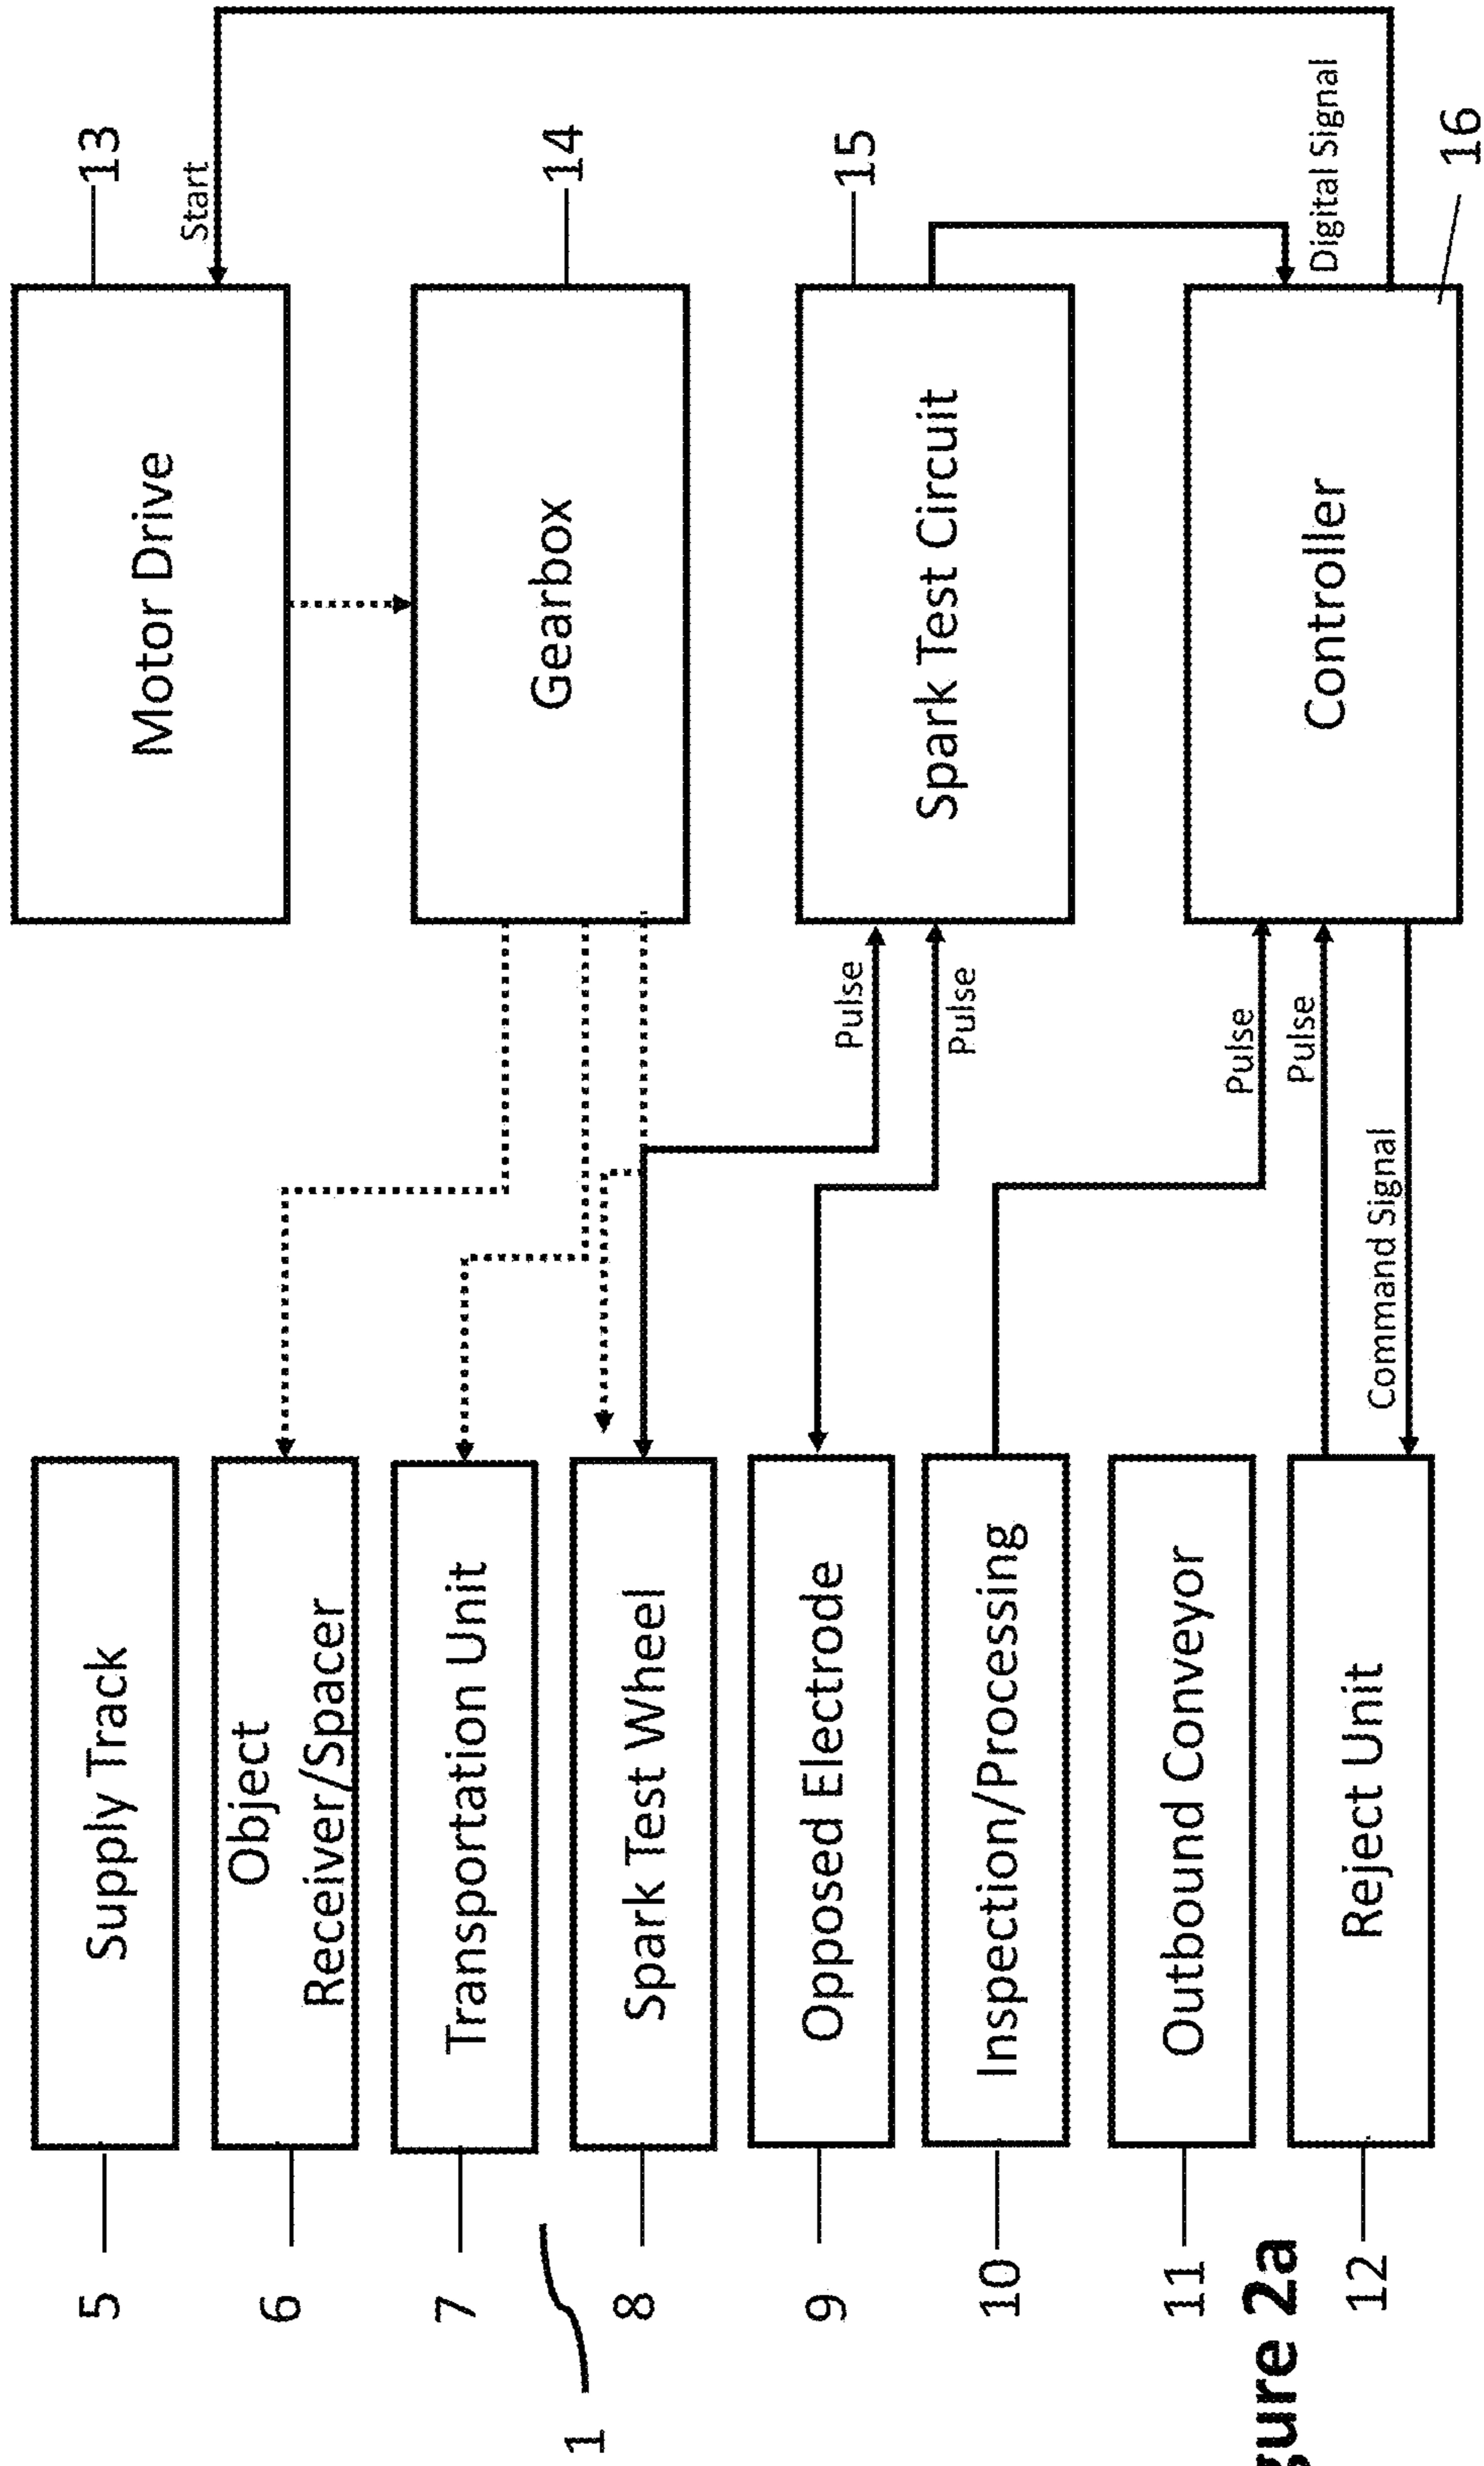 5
Supply Track
Motor Drive
13
Start
6
Object
Receiver/Spacer
7
Transportation Unit
Gearbox
14
1
8
Spark Test Wheel
9
Opposed Electrode
Pulse
Pulse
Spark Test Circuit
15
10
Inspection/Processing
11
Outbound Conveyor
Pulse
Pulse
Controller
Digital Signal
16
12
Reject Unit
Command Signal
gure 2a